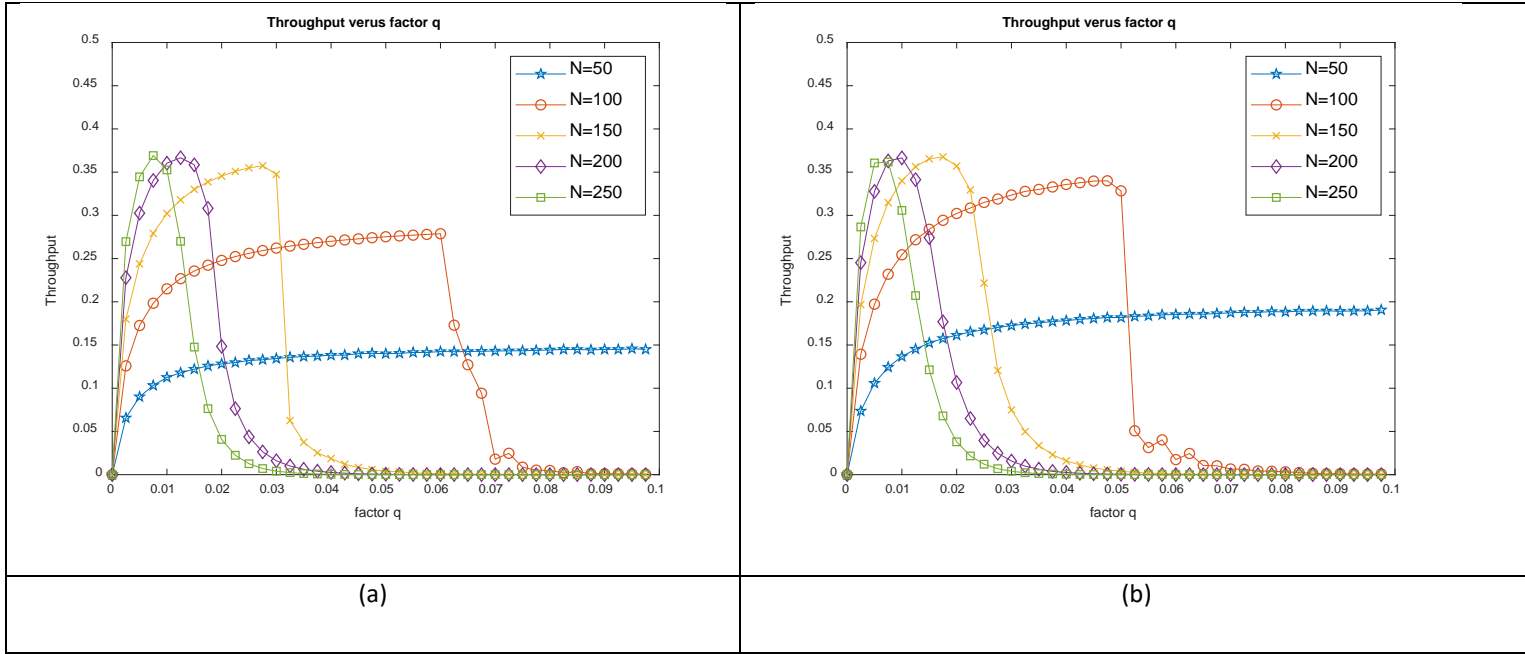 Throughput verus factor q
0.5
0.45
0.4
0.35
0.3
0.25
0.2
0.15
0.1
0.05
0
Throughput
N=50
N=100
N=150
N=200
N=250
0 0.01 0.02 0.03 0.04 0.05 0.06 0.07 0.08 0.09 0.1
factor q
(a)
Throughput verus factor q
0.5
0.45
0.4
0.35
0.3
0.25
0.2
0.15
0.1
0.05
0
Throughput
N=50
N=100
N=150
N=200
N=250
0 0.01 0.02 0.03 0.04 0.05 0.06 0.07 0.08 0.09 0.1
factor q
(b)